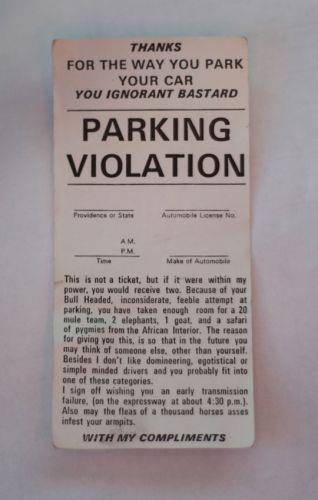 THANKS
FOR THE WAY YOU PARK
YOUR CAR
YOU IGNORANT BASTARD
PARKING
VIOLATION
Providence or State Automobile License No.
A.M.
P.M.
Time Make of Automobile
This is not a ticket, but if it were within my
power, you would receive two. Because of your
Bull Headed, inconsiderate, feeble attempt at
parking, you have taken enough room for a 20
mule team, 2 elephants, 1 goat, and a safari
of pygmies from the African Interior. The reason
for giving you this, is so that in the future you
may think of someone else, other than yourself.
Besides I don't like domineering, egotistical or
simple minded drivers and you probably fit into
one of these categories.
I sign off wishing you an early transmission
failure, (on the expressway at about 4:30 p.m.).
Also may the fleas of a thousand horses asses
infest your armpits.
WITH MY COMPLIMENTS